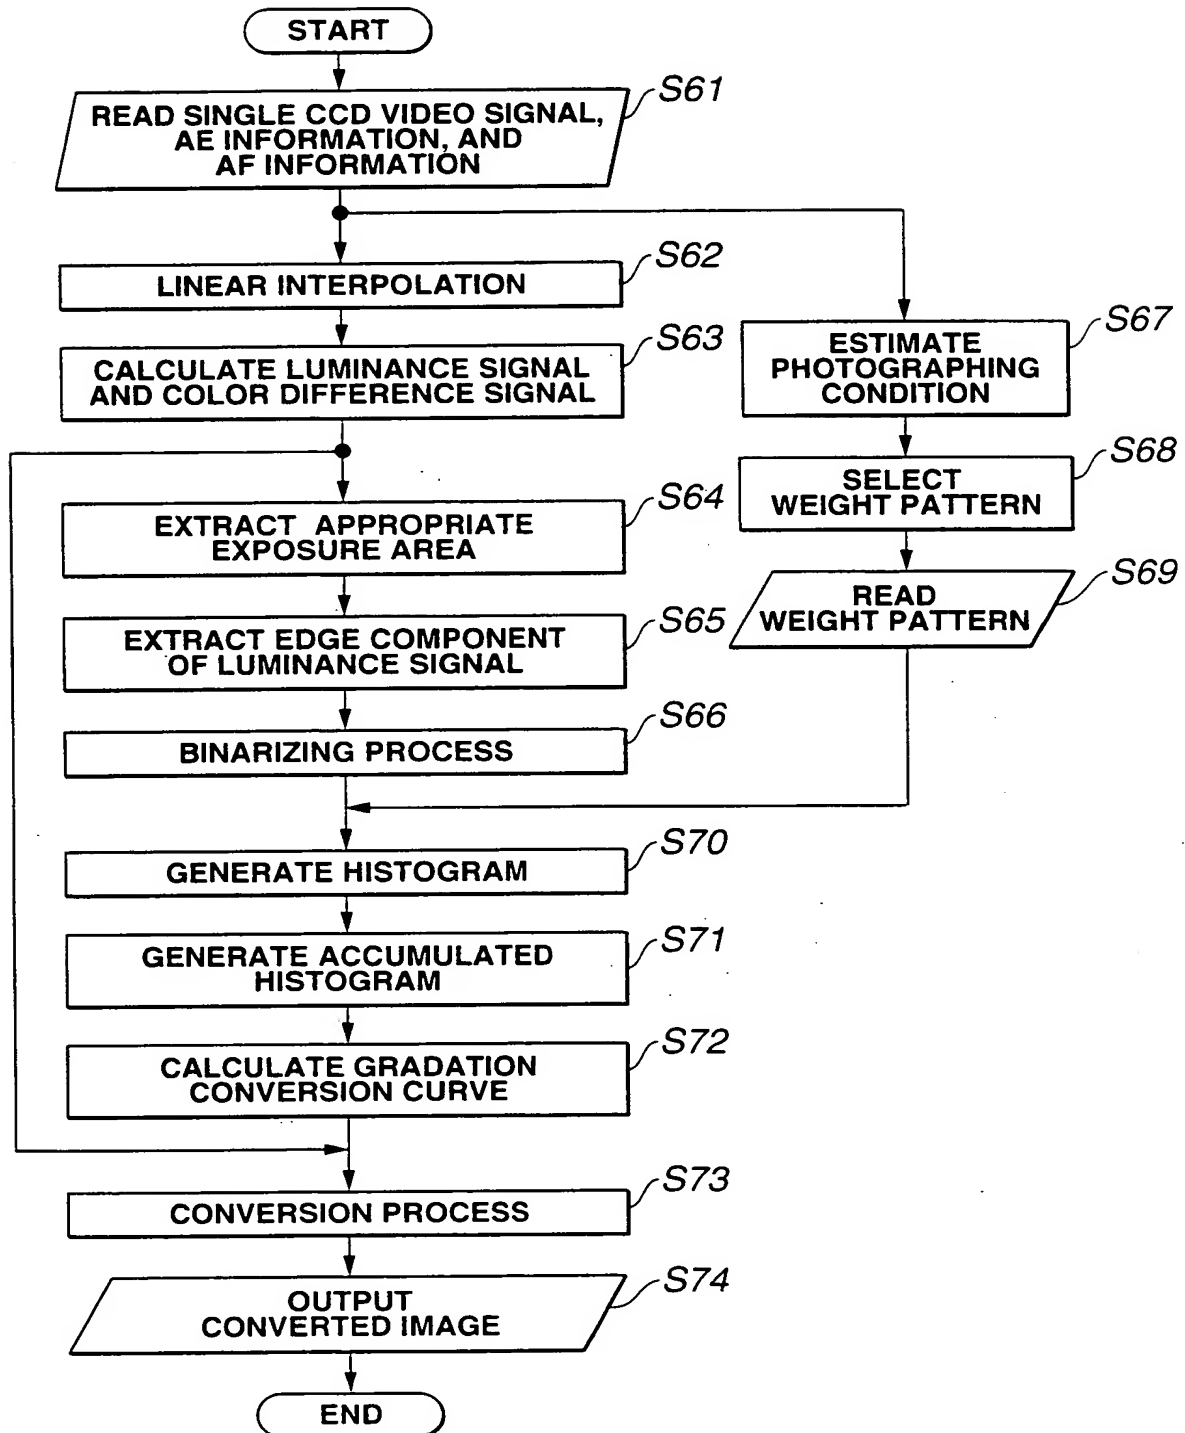 START
S61
READ SINGLE CCD VIDEO SIGNAL,
AE INFORMATION, AND
AF INFORMATION
S62
LINEAR INTERPOLATION
S63
CALCULATE LUMINANCE SIGNAL
AND COLOR DIFFERENCE SIGNAL
S67
ESTIMATE
PHOTOGRAPHING
CONDITION
S68
SELECT
WEIGHT PATTERN
S64
EXTRACT APPROPRIATE
EXPOSURE AREA
S69
READ
WEIGHT PATTERN
S65
EXTRACT EDGE COMPONENT
OF LUMINANCE SIGNAL
S66
BINARIZING PROCESS
S70
GENERATE HISTOGRAM
S71
GENERATE ACCUMULATED
HISTOGRAM
S72
CALCULATE GRADATION
CONVERSION CURVE
S73
CONVERSION PROCESS
S74
OUTPUT
CONVERTED IMAGE
END